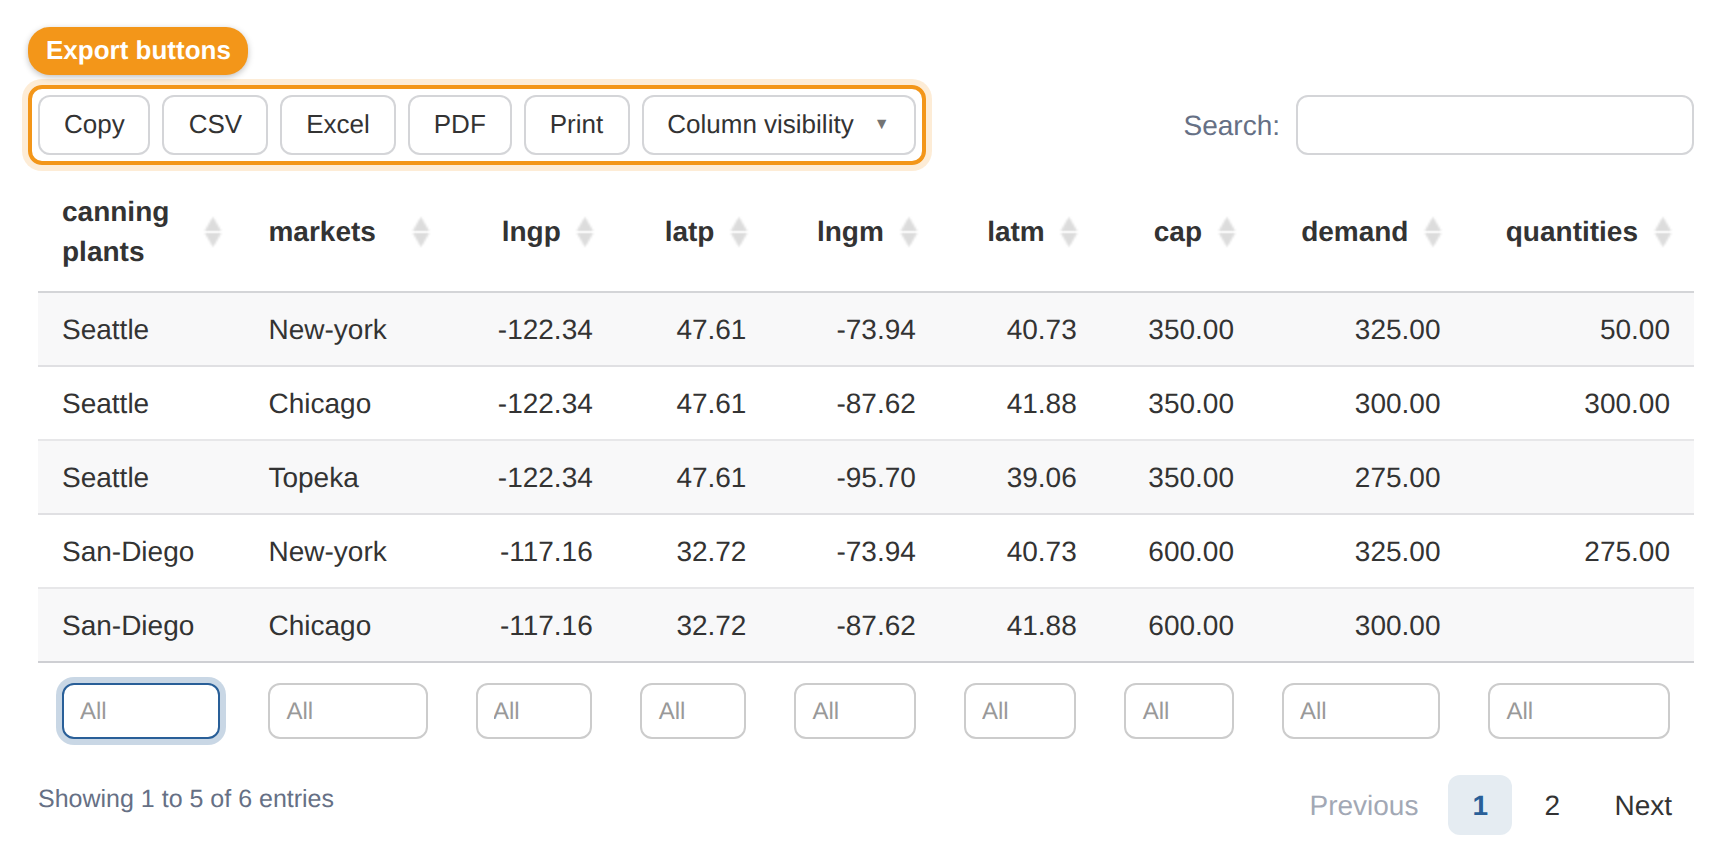 Export buttons
Copy CSV Excel PDF Print Column visibility ▼ Search:
canning plants markets lngp latp lngm latm cap demand quantities
Seattle New-york -122.34 47.61 -73.94 40.73 350.00 325.00 50.00
Seattle Chicago -122.34 47.61 -87.62 41.88 350.00 300.00 300.00
Seattle Topeka -122.34 47.61 -95.70 39.06 350.00 275.00
San-Diego New-york -117.16 32.72 -73.94 40.73 600.00 325.00 275.00
San-Diego Chicago -117.16 32.72 -87.62 41.88 600.00 300.00
All All All All All All All All All
Showing 1 to 5 of 6 entries Previous 1 2 Next